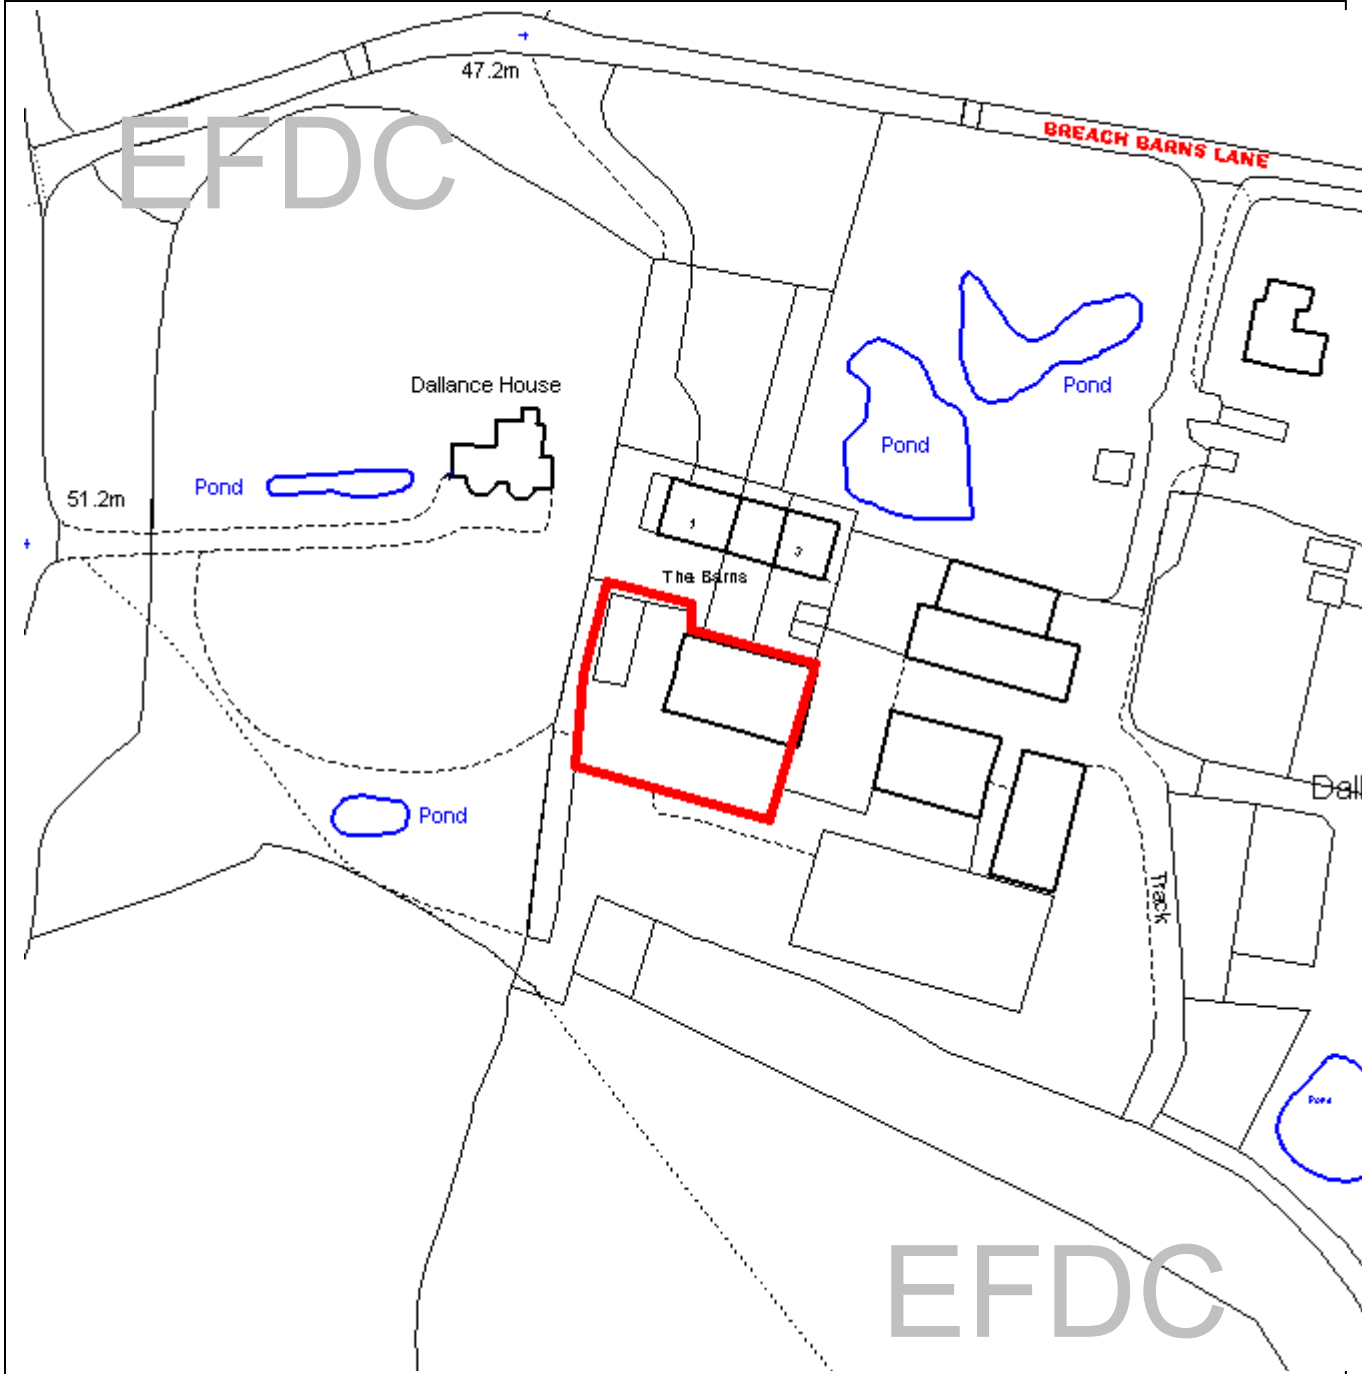 47.2m
BREACH BARNS LANE
EFDC
Dallance House
Pond
Pond
Pond
51.2m
1
3
The Barns
Dall
Pond
Track
Pond
EFDC